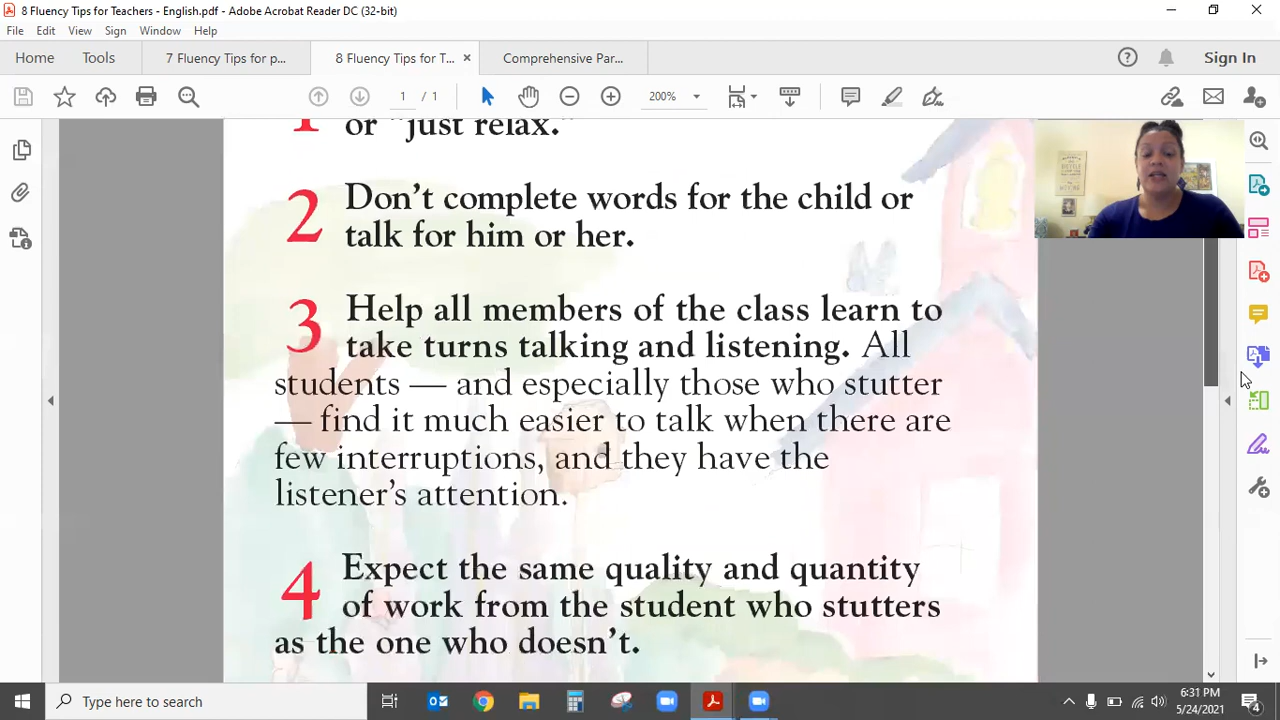 8 Fluency Tips for Teachers - English.pdf - Adobe Acrobat Reader DC (32-bit)
File Edit View Sign Window Help
Home Tools 7 Fluency Tips for p... 8 Fluency Tips for T... × Comprehensive Par... Sign In
1 / 1 200%
1 or "just relax."
2 Don't complete words for the child or
talk for him or her.
3 Help all members of the class learn to
take turns talking and listening. All
students — and especially those who stutter
— find it much easier to talk when there are
few interruptions, and they have the
listener's attention.
4 Expect the same quality and quantity
of work from the student who stutters
as the one who doesn't.
Type here to search
6:31 PM
5/24/2021
4